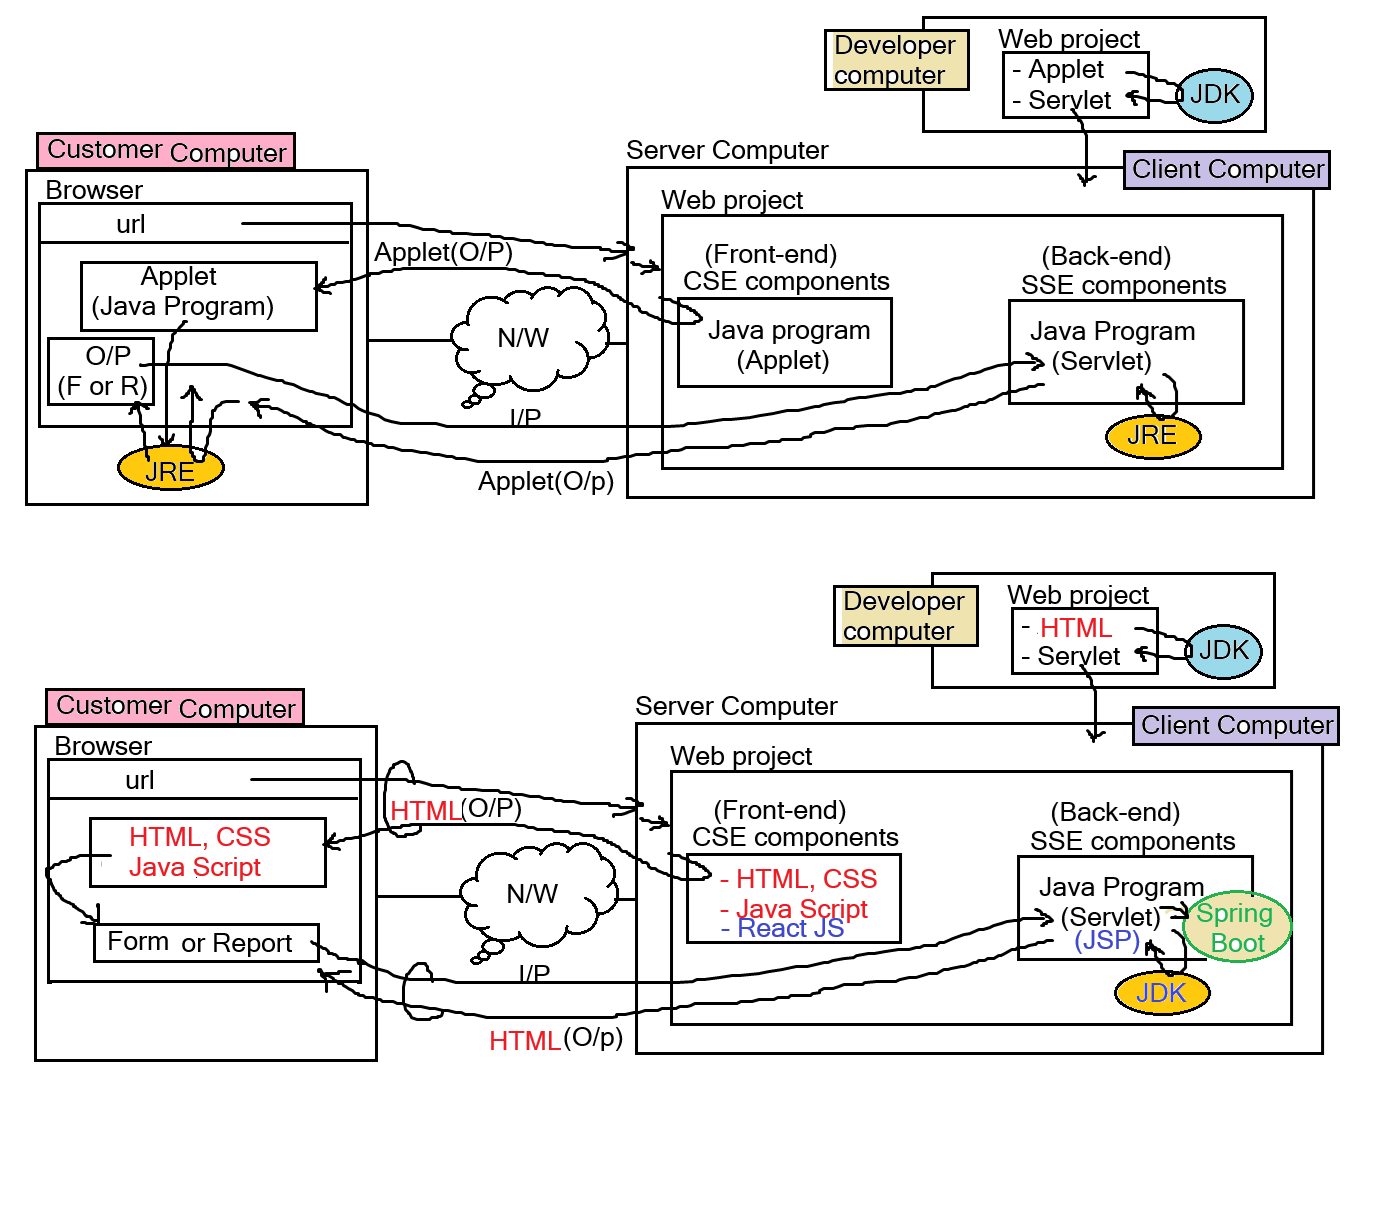 Developer
computer
Web project
- Applet
- Servlet
JDK
Customer Computer
Server Computer
Client Computer
Browser
url
Applet(O/P)
Web project
(Front-end)
CSE components
(Back-end)
SSE components
Applet
(Java Program)
N/W
Java program
(Applet)
Java Program
(Servlet)
O/P
(F or R)
I/P
JRE
JRE
Applet(O/p)
Developer
computer
Web project
- HTML
- Servlet
JDK
Customer Computer
Server Computer
Client Computer
Browser
url
HTML(O/P)
Web project
(Front-end)
CSE components
(Back-end)
SSE components
HTML, CSS
Java Script
N/W
- HTML, CSS
- Java Script
- React JS
Java Program
(Servlet)
(JSP)
Spring
Boot
Form or Report
I/P
JDK
HTML(O/p)